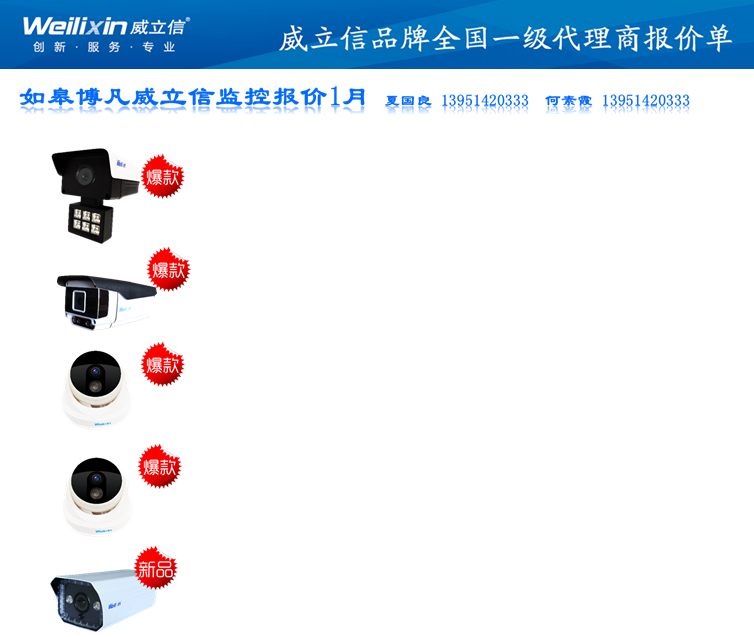 Weilixin威立信®
创新·服务·专业
威立信品牌全国一级代理商报价单
如皋博凡威立信监控报价1月 夏国良 13951420333 何素霞 13951420333
爆款
爆款
爆款
爆款
新品